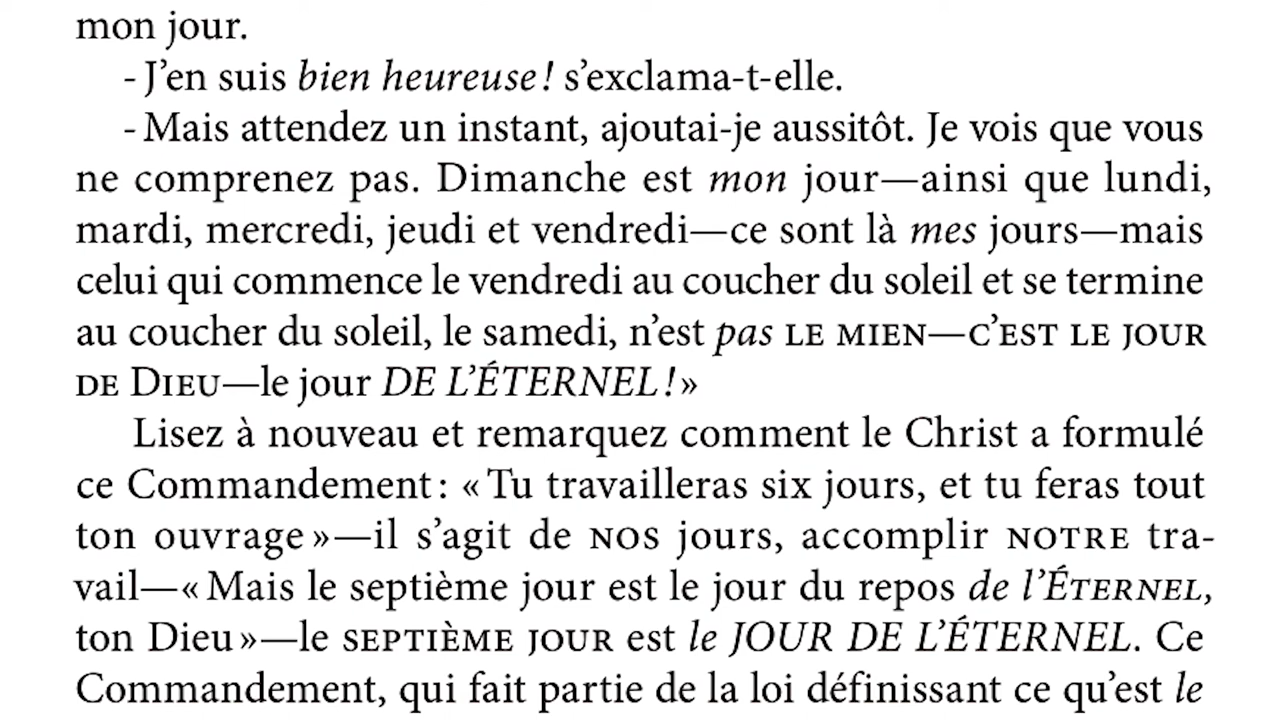 mon jour.
- J’en suis bien heureuse ! s’exclama-t-elle.
- Mais attendez un instant, ajoutai-je aussitôt. Je vois que vous
ne comprenez pas. Dimanche est mon jour—ainsi que lundi,
mardi, mercredi, jeudi et vendredi—ce sont là mes jours—mais
celui qui commence le vendredi au coucher du soleil et se termine
au coucher du soleil, le samedi, n’est pas LE MIEN—C’EST LE JOUR
DE DIEU—le jour DE L’ÉTERNEL ! »
Lisez à nouveau et remarquez comment le Christ a formulé
ce Commandement : « Tu travailleras six jours, et tu feras tout
ton ouvrage »—il s’agit de NOS jours, accomplir NOTRE tra-
vail—« Mais le septième jour est le jour du repos de l’ÉTERNEL,
ton Dieu »—le SEPTIÈME JOUR est le JOUR DE L’ÉTERNEL. Ce
Commandement, qui fait partie de la loi définissant ce qu’est le